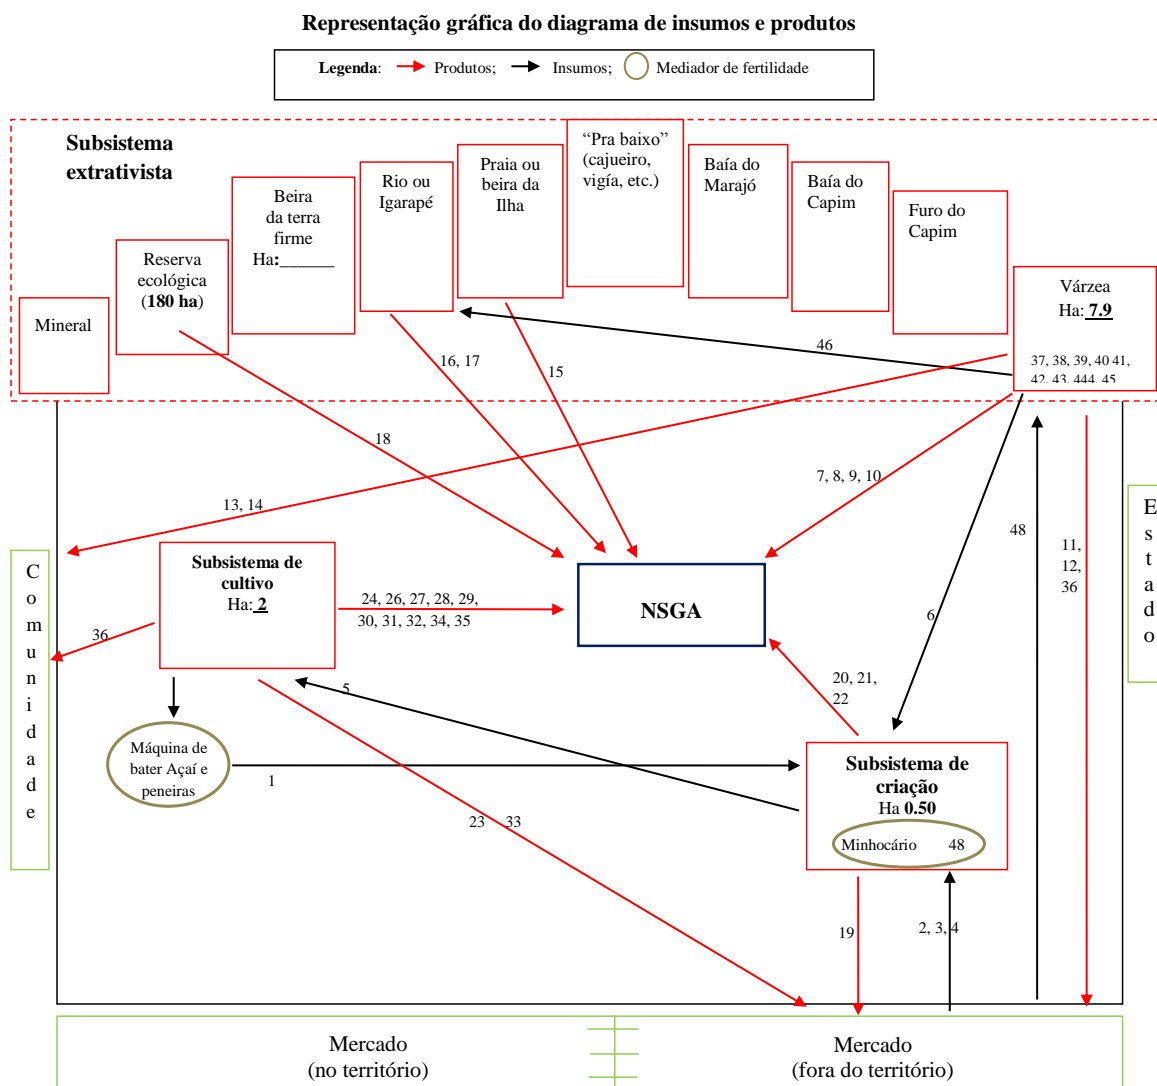 Representação gráfica do diagrama de insumos e produtos
Legenda: Produtos; Insumos; Mediador de fertilidade
Subsistema
extrativista
Mineral
Reserva
ecológica
(180 ha)
Beira
da terra
firme
Ha:______
Rio ou
Igarapé
Praia ou
beira da
Ilha
“Pra baixo”
(cajueiro,
vigía, etc.)
Baía do
Marajó
Baía do
Capim
Furo do
Capim
Várzea
Ha: 7.9
37, 38, 39, 40 41,
42, 43, 444, 45
46
16, 17
15
18
7, 8, 9, 10
13, 14
48
11,
12,
36
Estado
Comunidade
Subsistema de
cultivo
Ha: 2
24, 26, 27, 28, 29,
30, 31, 32, 34, 35
NSGA
36
6
5
20, 21,
22
Máquina de
bater Açaí e
peneiras
1
Subsistema de
criação
Ha 0.50
Minhocário 48
23 33
19
2, 3, 4
Mercado
(no território)
Mercado
(fora do território)